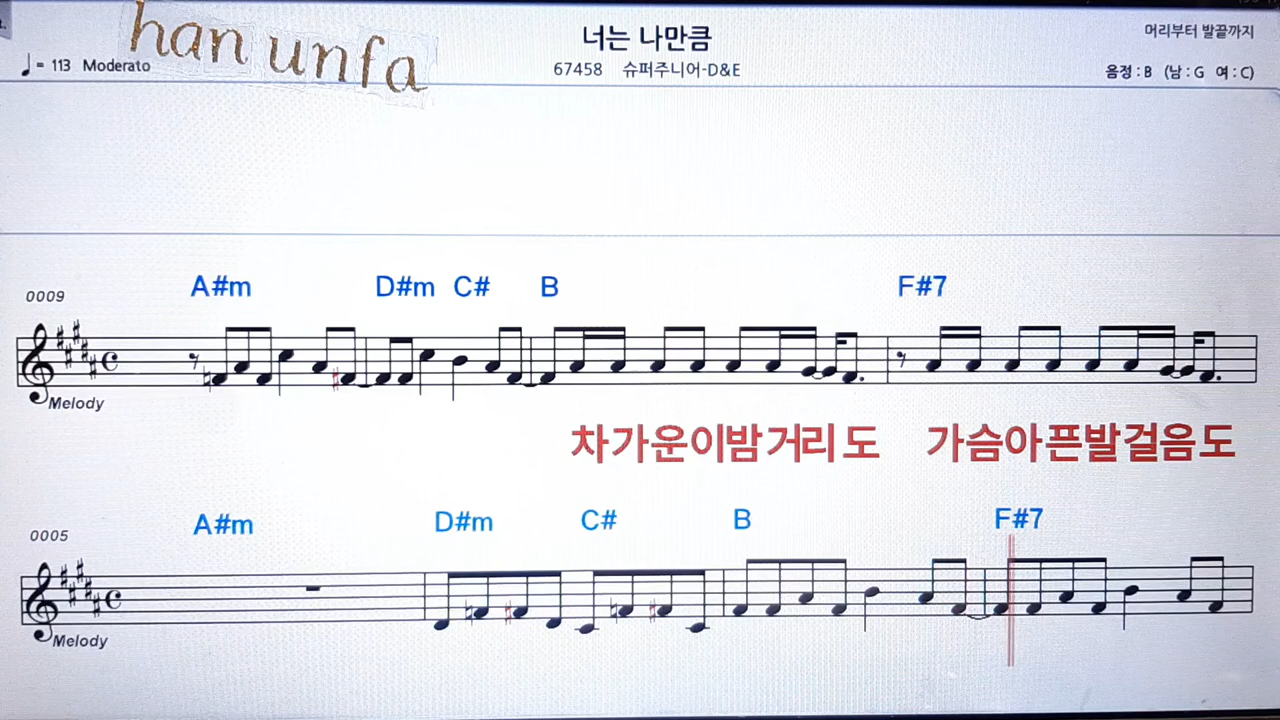 han unfa
너는 나만큼
머리부터 발끝까지
♩= 113 Moderato
67458 슈퍼주니어-D&E
음정 : B (남 : G 여 : C)
A#m D#m C# B F#7
0009
Melody
차가운이밤거리도 가슴아픈발걸음도
A#m D#m C# B F#7
0005
Melody